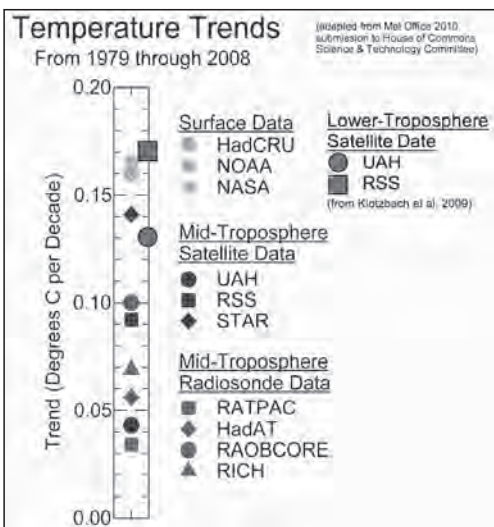 Temperature Trends
From 1979 through 2008
(adapted from Met Office 2010
submission to House of Commons
Science & Technology Committee)
0.20
0.15
0.10
0.05
0.00
Trend (Degrees C per Decade)
Surface Data
HadCRU
NOAA
NASA
Mid-Troposphere
Satellite Data
UAH
RSS
STAR
Mid-Troposphere
Radiosonde Data
RATPAC
HadAT
RAOBCORE
RICH
Lower-Troposphere
Satellite Date
UAH
RSS
(from Klotzbach et al. 2009)